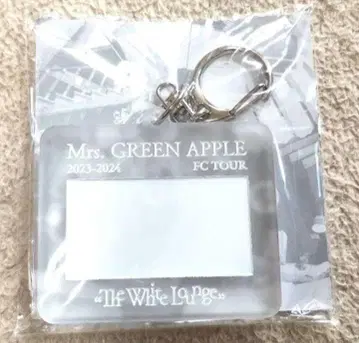 Mrs. GREEN APPLE
2023-2024 FC TOUR
"The White Lounge"